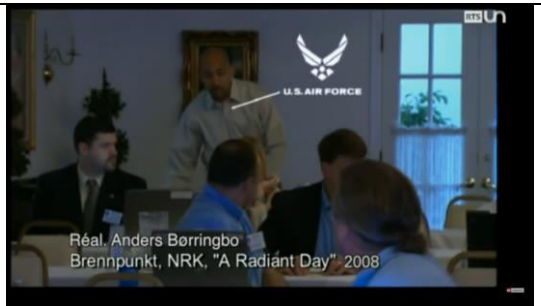 RTS Un
U.S. AIR FORCE
Réal. Anders Børringbo
Brennpunkt, NRK, "A Radiant Day" 2008